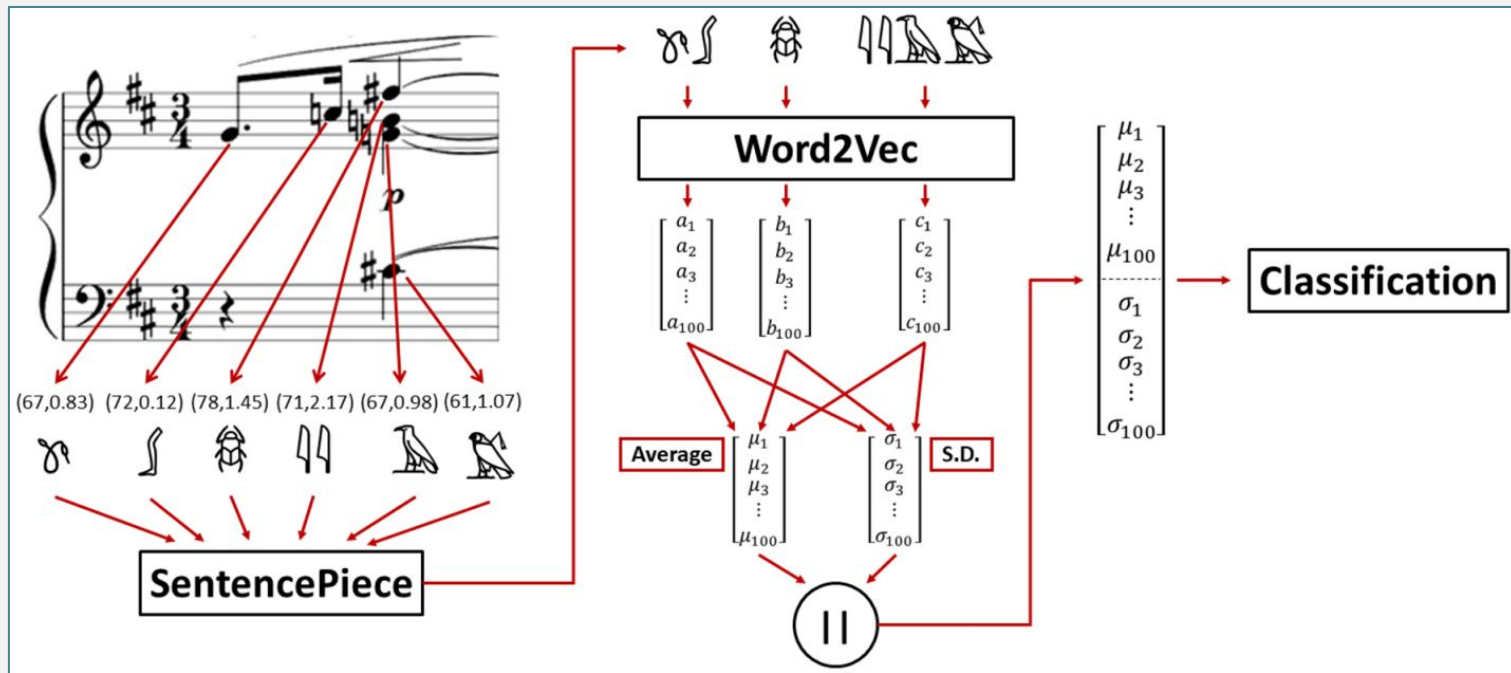 3
4
p
3
4
(67,0.83) (72,0.12) (78,1.45) (71,2.17) (67,0.98) (61,1.07)
SentencePiece
Word2Vec
a₁
a₂
a₃
⋮
a₁₀₀
b₁
b₂
b₃
⋮
b₁₀₀
c₁
c₂
c₃
⋮
c₁₀₀
Average
μ₁
μ₂
μ₃
⋮
μ₁₀₀
σ₁
σ₂
σ₃
⋮
σ₁₀₀
S.D.
||
μ₁
μ₂
μ₃
⋮
μ₁₀₀
σ₁
σ₂
σ₃
⋮
σ₁₀₀
Classification